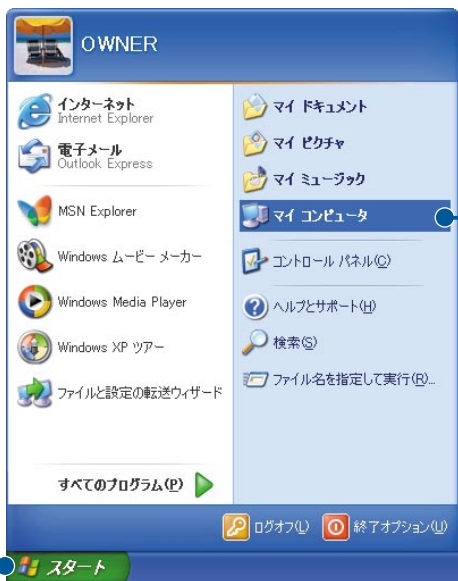 OWNER
インターネット
Internet Explorer
電子メール
Outlook Express
MSN Explorer
Windows ムービー メーカー
Windows Media Player
Windows XP ツアー
ファイルと設定の転送ウィザード
すべてのプログラム(P)
マイ ドキュメント
マイ ピクチャ
マイ ミュージック
マイ コンピュータ
コントロール パネル(C)
ヘルプとサポート(H)
検索(S)
ファイル名を指定して実行(R)...
ログオフ(L)
終了オプション(U)
スタート